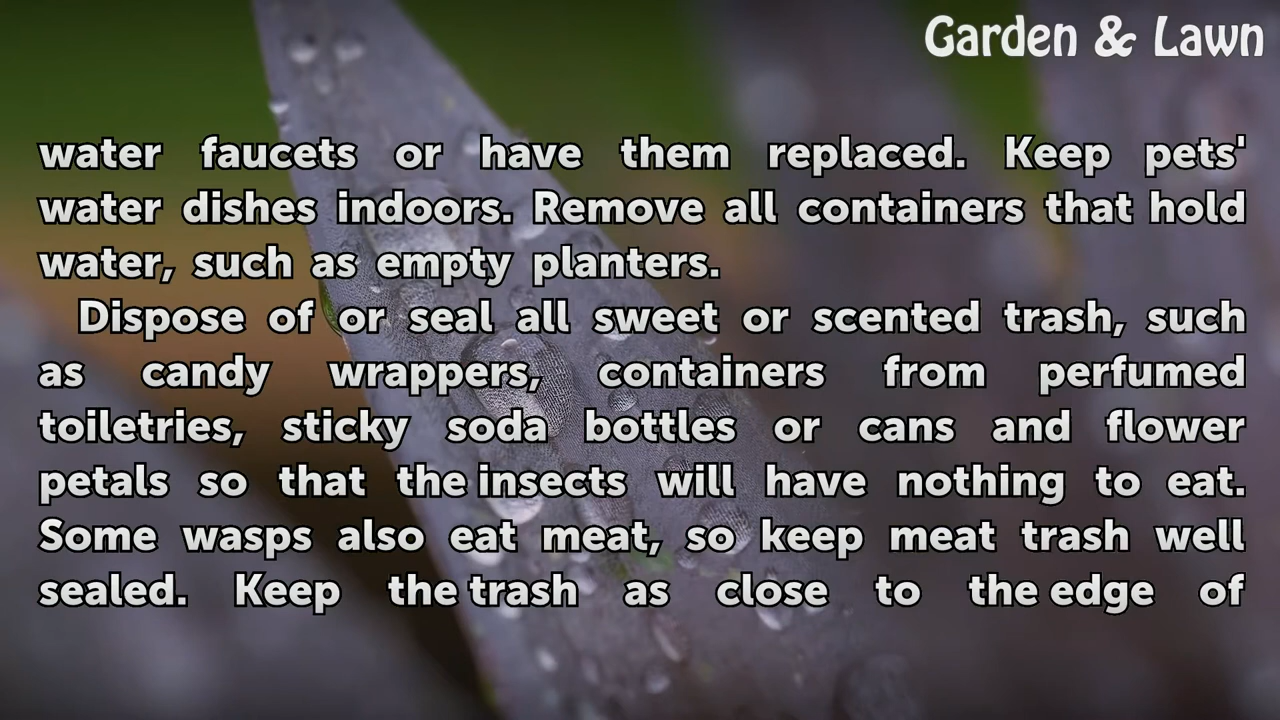 Garden & Lawn
water faucets or have them replaced. Keep pets'
water dishes indoors. Remove all containers that hold
water, such as empty planters.
Dispose of or seal all sweet or scented trash, such
as candy wrappers, containers from perfumed
toiletries, sticky soda bottles or cans and flower
petals so that the insects will have nothing to eat.
Some wasps also eat meat, so keep meat trash well
sealed. Keep the trash as close to the edge of